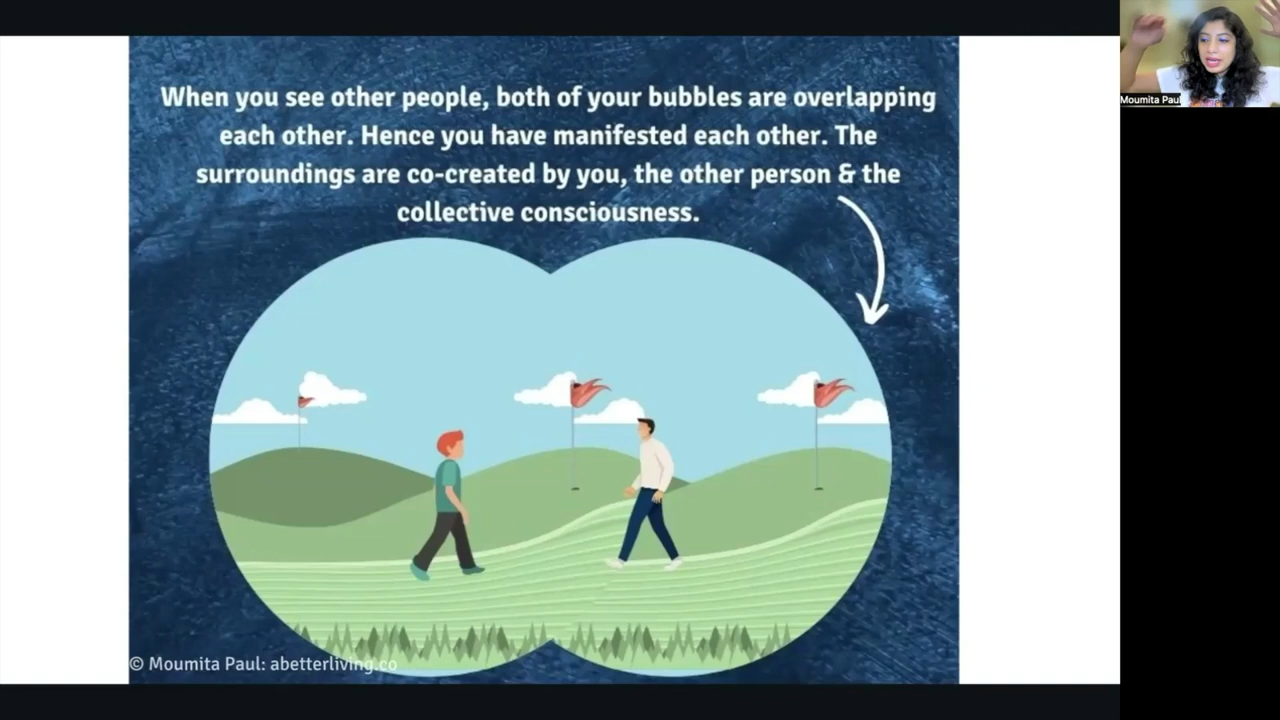 When you see other people, both of your bubbles are overlapping
each other. Hence you have manifested each other. The
surroundings are co-created by you, the other person & the
collective consciousness.
© Moumita Paul: abetterliving.co
Moumita Paul